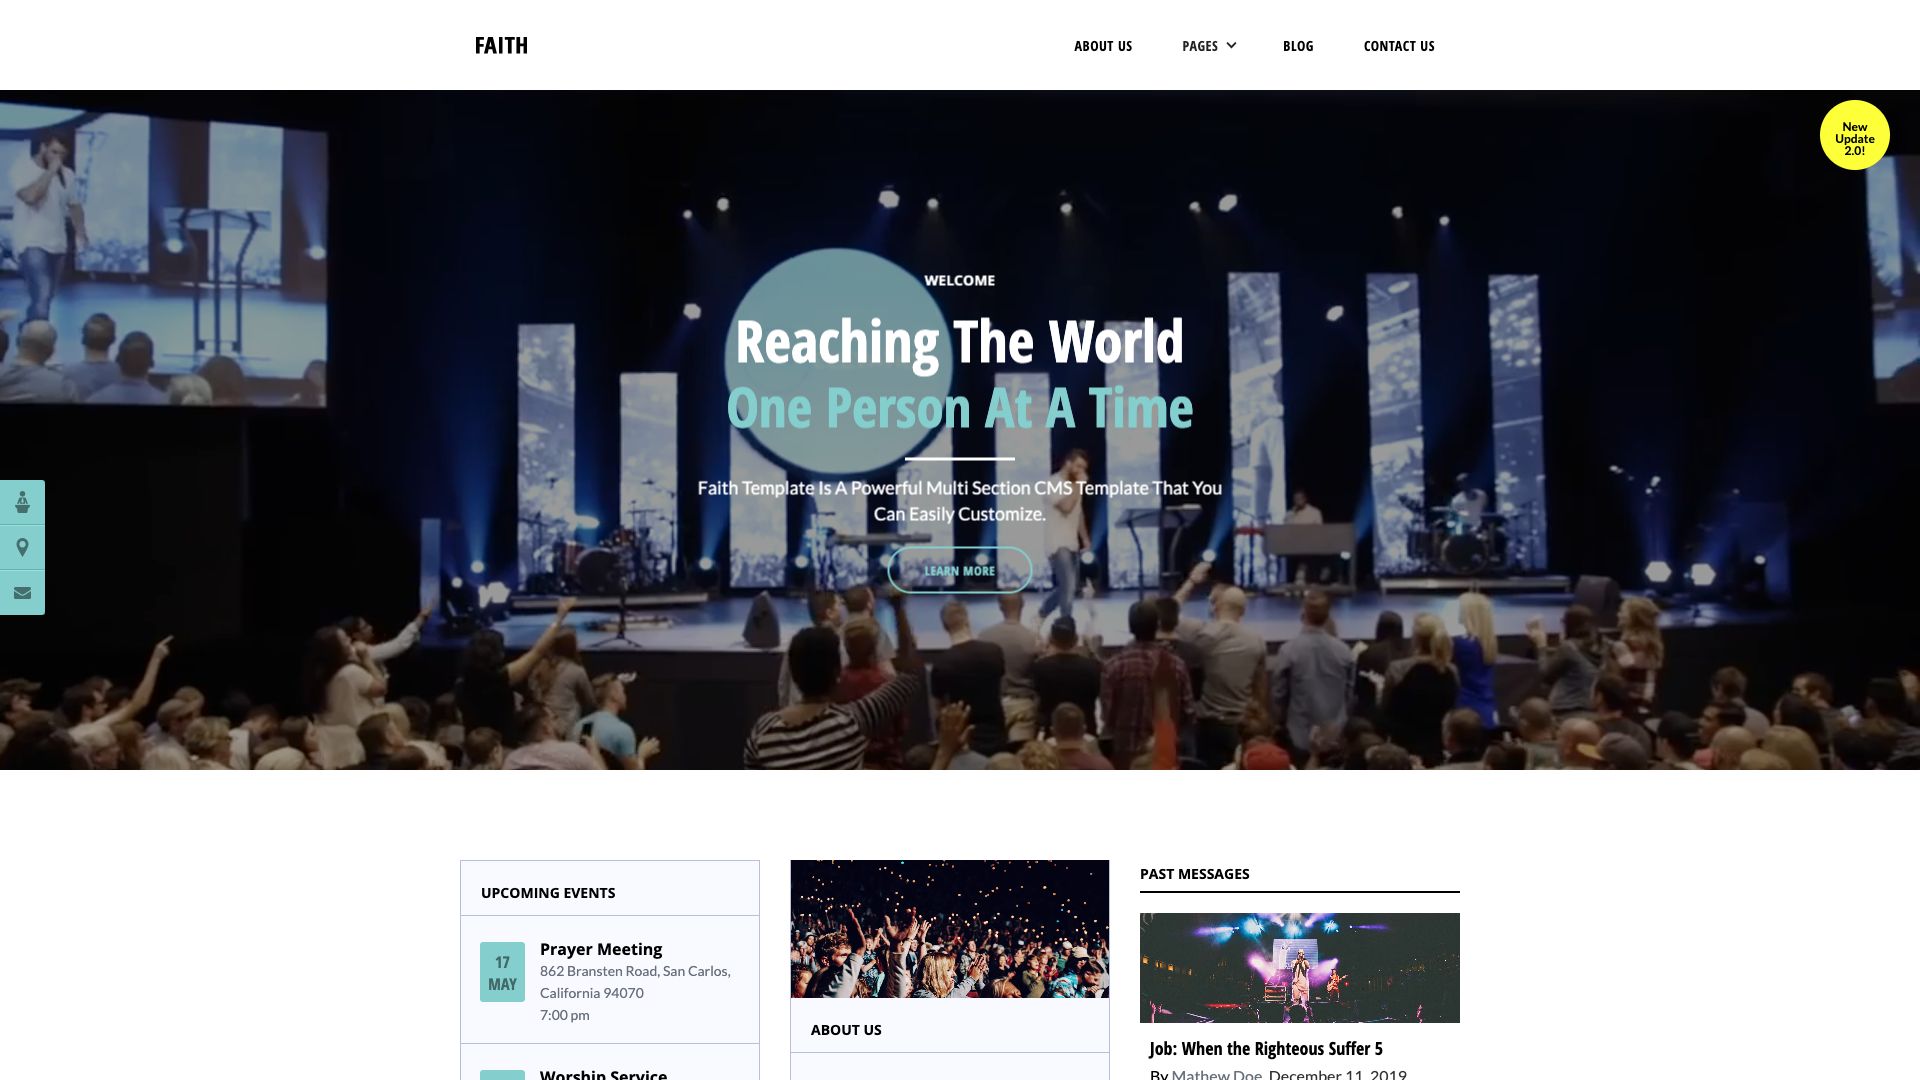 FAITH
ABOUT US
PAGES
BLOG
CONTACT US
New
Update
2.0!
WELCOME
Reaching The World
One Person At A Time
Faith Template Is A Powerful Multi Section CMS Template That You
Can Easily Customize.
LEARN MORE
UPCOMING EVENTS
17
MAY
Prayer Meeting
862 Bransten Road, San Carlos,
California 94070
7:00 pm
Worship Service
ABOUT US
PAST MESSAGES
Job: When the Righteous Suffer 5
By Mathew Doe, December 11, 2019